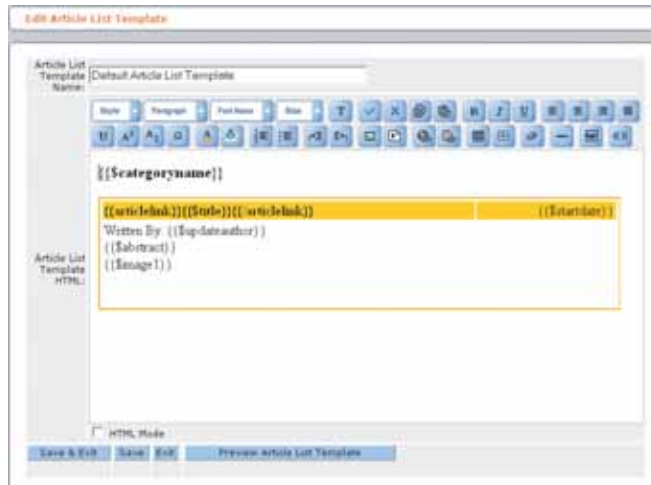 Edit Article List Template
Article List Template Name:
Default Article List Template
Style Paragraph Font Name Size
{{$categoryname}}
{{articlelink}}{{$title}}{{/articlelink}} {{$startdate}}
Written By: {{$updateauthor}}
{{$abstract}}
{{$image1}}
Article List Template HTML:
HTML Mode
Save & Exit Save Exit Preview Article List Template